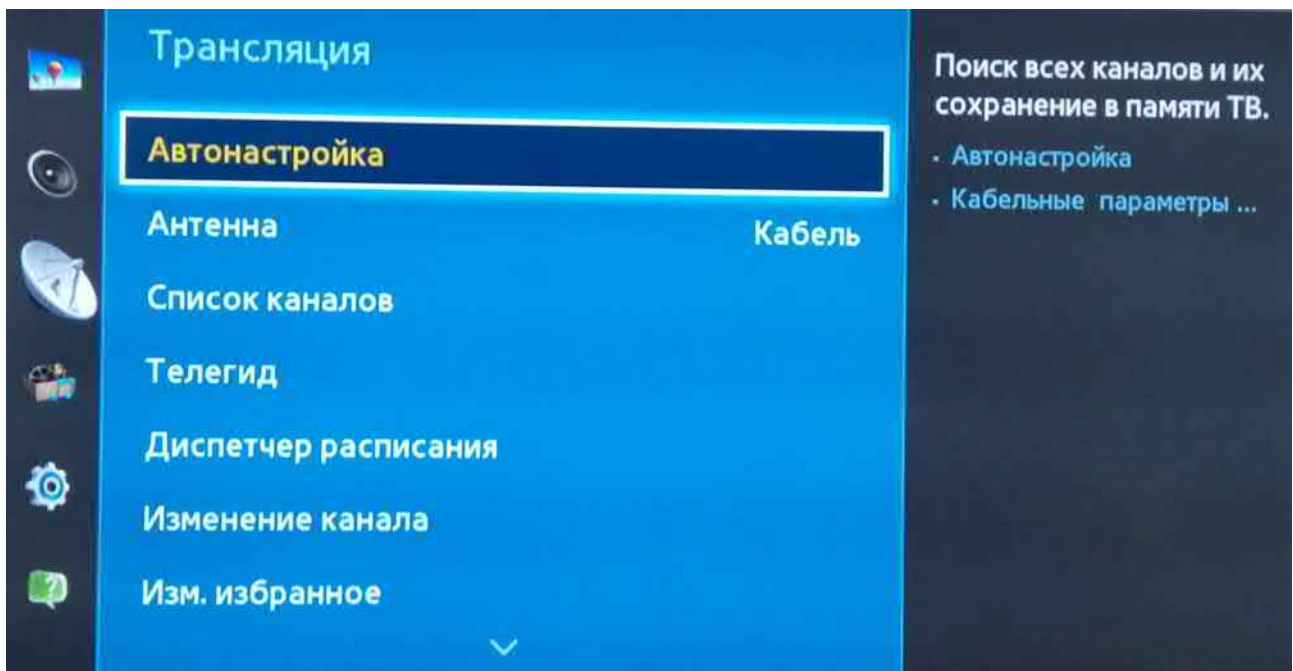 Трансляция
Автонастройка
Антенна Кабель
Список каналов
Телегид
Диспетчер расписания
Изменение канала
Изм. избранное
Поиск всех каналов и их
сохранение в памяти ТВ.
· Автонастройка
· Кабельные параметры ...